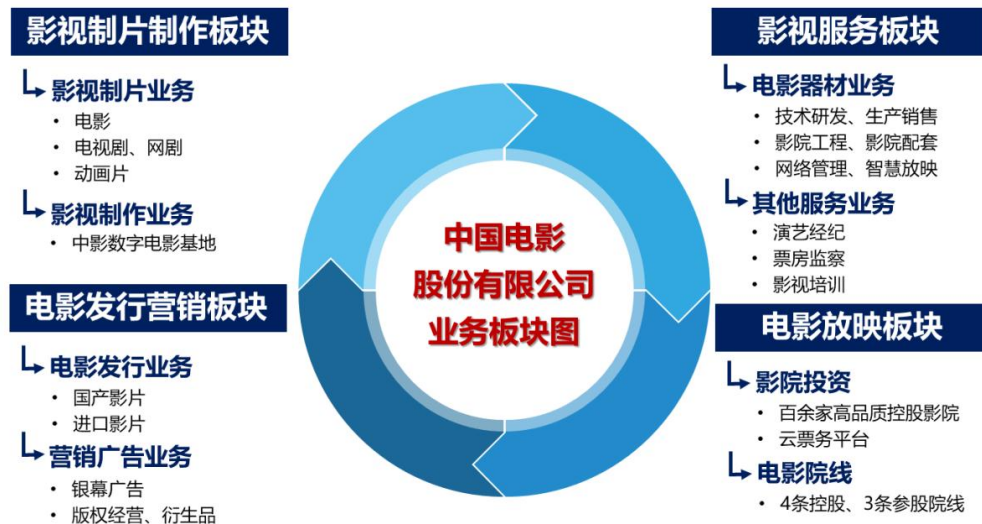 影视制片制作板块
影视制片业务
• 电影
• 电视剧、网剧
• 动画片
影视制作业务
• 中影数字电影基地
电影发行营销板块
电影发行业务
• 国产影片
• 进口影片
营销广告业务
• 银幕广告
• 版权经营、衍生品
中国电影
股份有限公司
业务板块图
影视服务板块
电影器材业务
• 技术研发、生产销售
• 影院工程、影院配套
• 网络管理、智慧放映
其他服务业务
• 演艺经纪
• 票房监察
• 影视培训
电影放映板块
影院投资
• 百余家高品质控股影院
• 云票务平台
电影院线
• 4条控股、3条参股院线